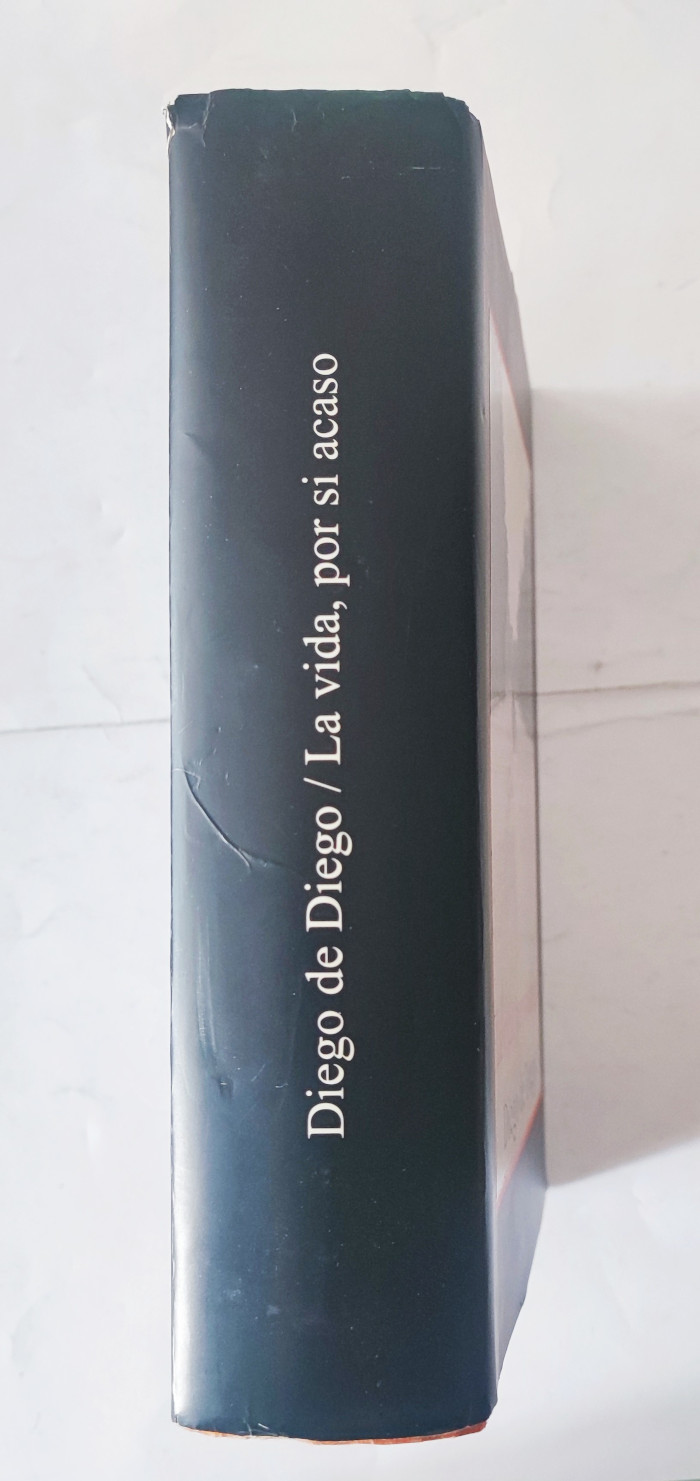 Diego de Diego / La vida, por si acaso